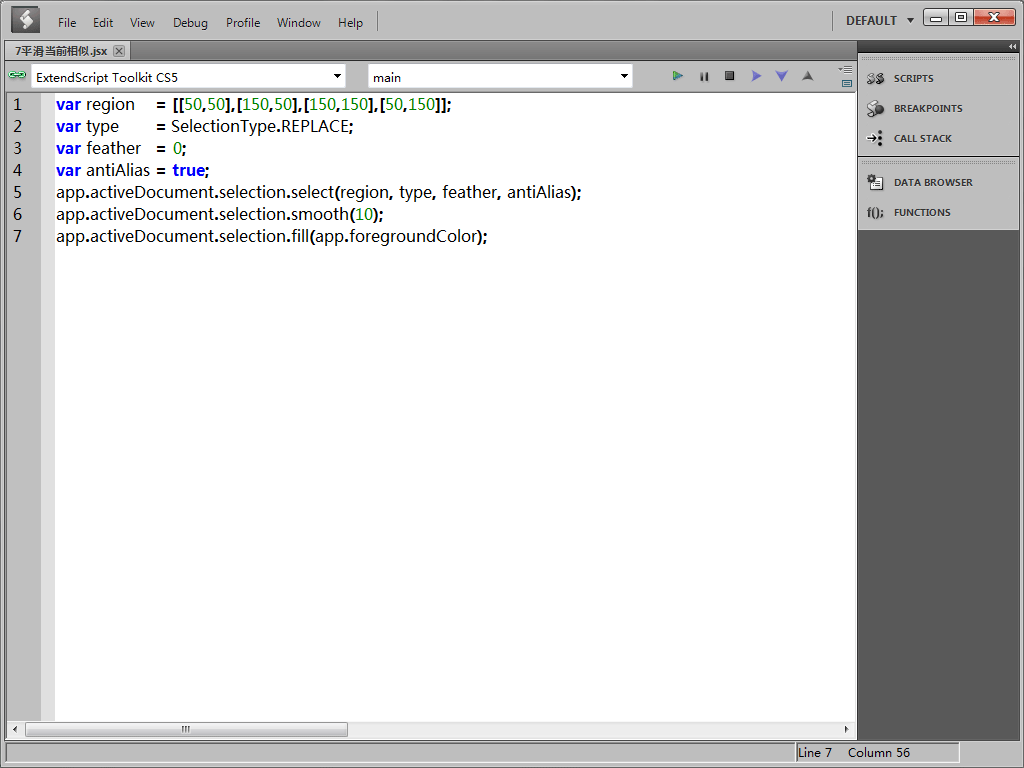 File Edit View Debug Profile Window Help DEFAULT
7平滑当前相似.jsx
ExtendScript Toolkit CS5 main
1 var region = [[50,50],[150,50],[150,150],[50,150]];
2 var type = SelectionType.REPLACE;
3 var feather = 0;
4 var antiAlias = true;
5 app.activeDocument.selection.select(region, type, feather, antiAlias);
6 app.activeDocument.selection.smooth(10);
7 app.activeDocument.selection.fill(app.foregroundColor);
SCRIPTS
BREAKPOINTS
CALL STACK
DATA BROWSER
f(); FUNCTIONS
Line 7 Column 56